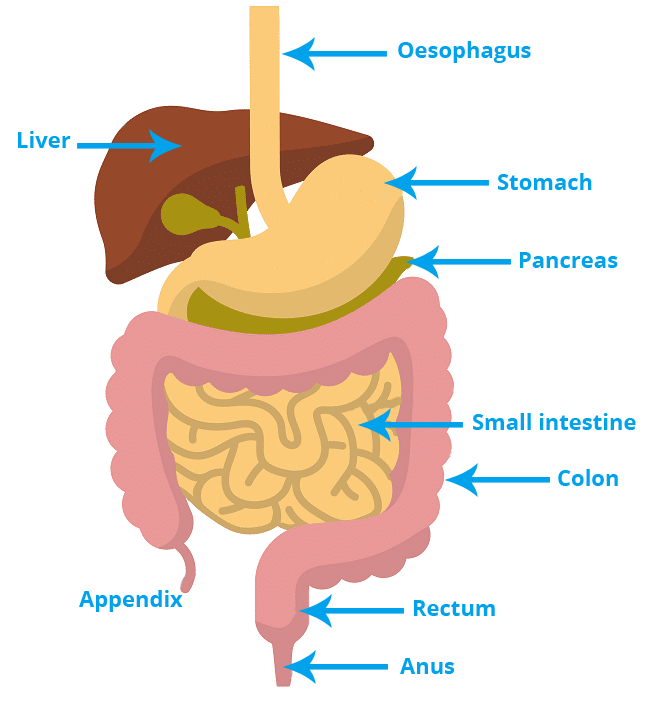 Oesophagus
Liver
Stomach
Pancreas
Small intestine
Colon
Appendix
Rectum
Anus